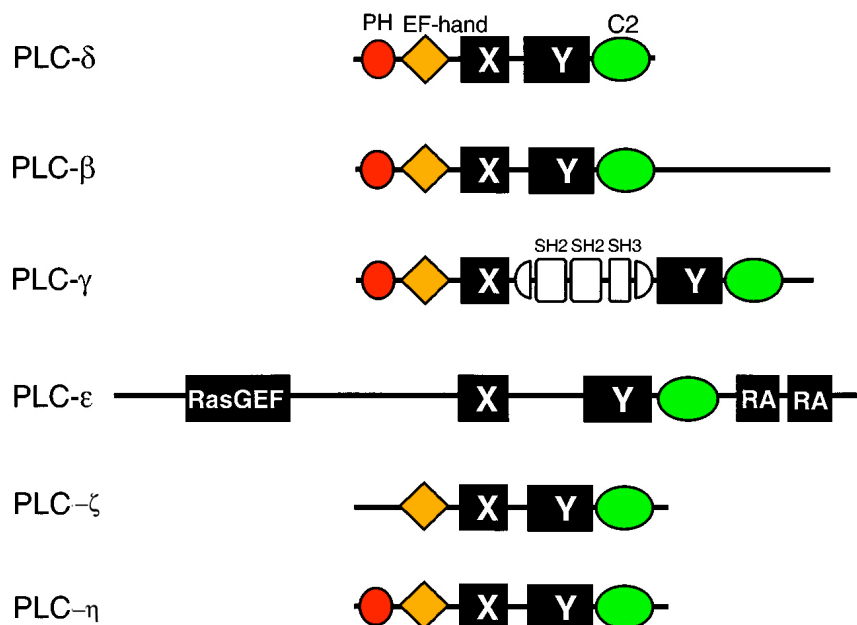 PH EF-hand C2
PLC-δ X Y
PLC-β X Y
SH2 SH2 SH3
PLC-γ X Y
PLC-ε RasGEF X Y RA RA
PLC-ζ X Y
PLC-η X Y